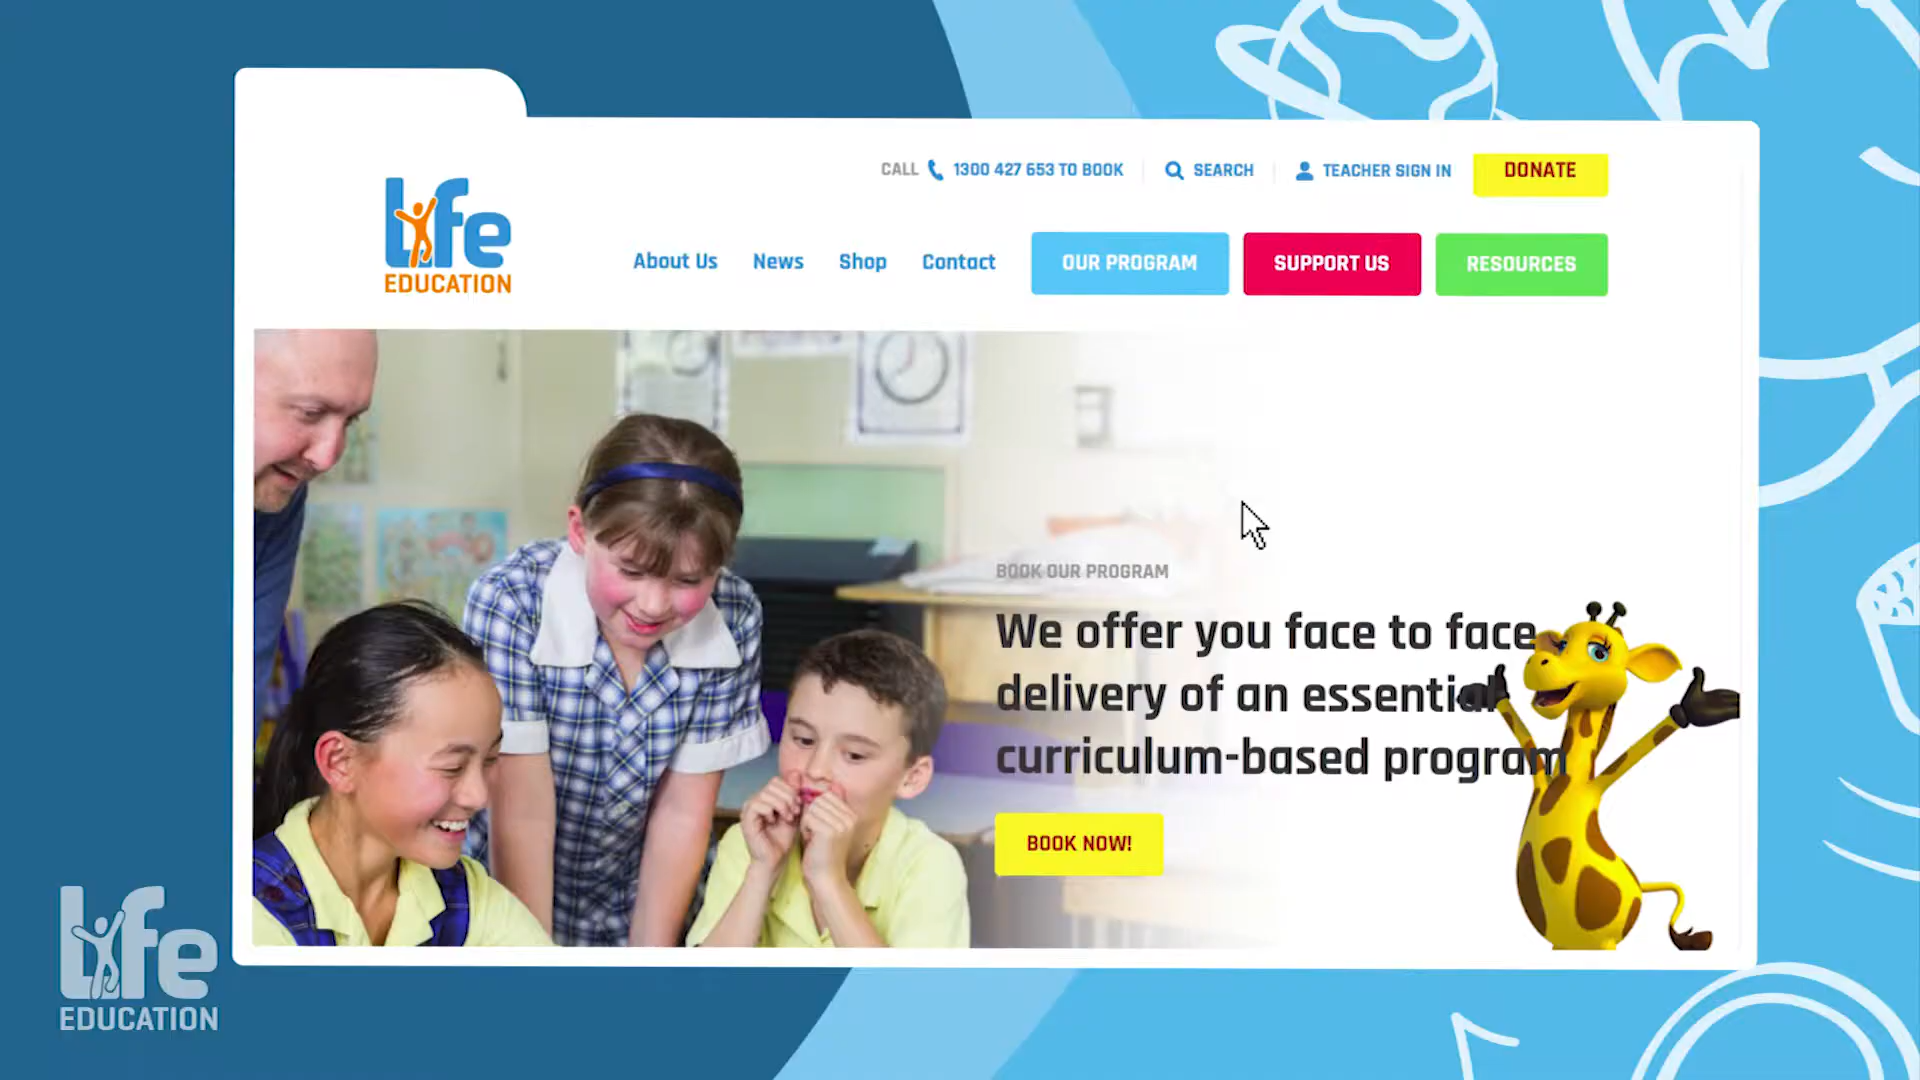 CALL 1300 427 653 TO BOOK
SEARCH
TEACHER SIGN IN
DONATE
Life
EDUCATION
About Us
News
Shop
Contact
OUR PROGRAM
SUPPORT US
RESOURCES
BOOK OUR PROGRAM
We offer you face to face
delivery of an essential
curriculum-based program
BOOK NOW!
Life
EDUCATION